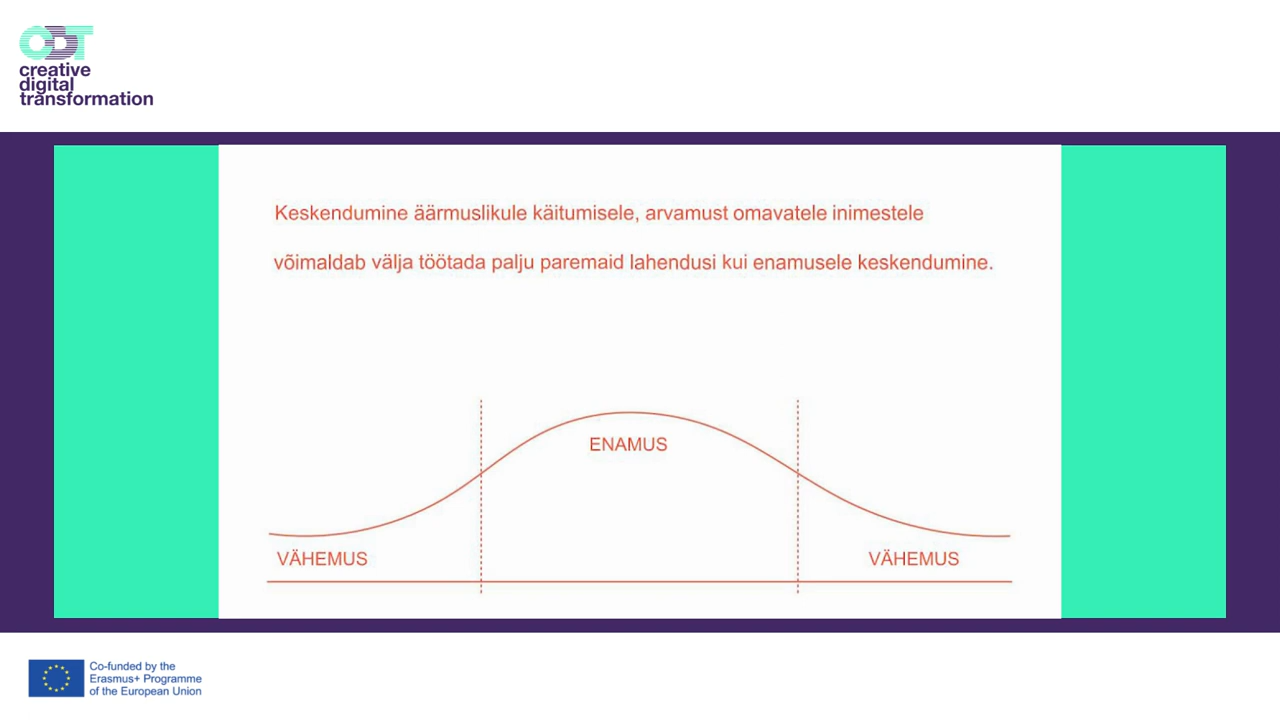 CDT
creative
digital
transformation
Keskendumine äärmuslikule käitumisele, arvamust omavatele inimestele
võimaldab välja töötada palju paremaid lahendusi kui enamusele keskendumine.
ENAMUS
VÄHEMUS
VÄHEMUS
Co-funded by the
Erasmus+ Programme
of the European Union